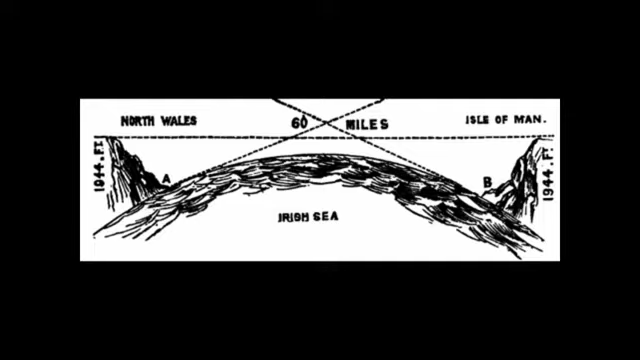 NORTH WALES
60
MILES
ISLE OF MAN.
1944.FT.
A
B
1944.FT.
IRISH SEA